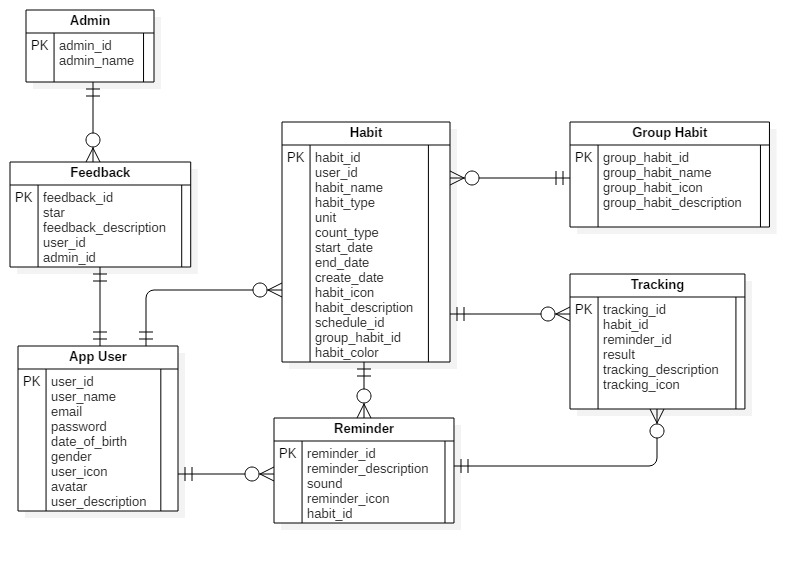 Admin
PK admin_id
admin_name
Feedback
PK feedback_id
star
feedback_description
user_id
admin_id
App User
PK user_id
user_name
email
password
date_of_birth
gender
user_icon
avatar
user_description
Habit
PK habit_id
user_id
habit_name
habit_type
unit
count_type
start_date
end_date
create_date
habit_icon
habit_description
schedule_id
group_habit_id
habit_color
Reminder
PK reminder_id
reminder_description
sound
reminder_icon
habit_id
Group Habit
PK group_habit_id
group_habit_name
group_habit_icon
group_habit_description
Tracking
PK tracking_id
habit_id
reminder_id
result
tracking_description
tracking_icon